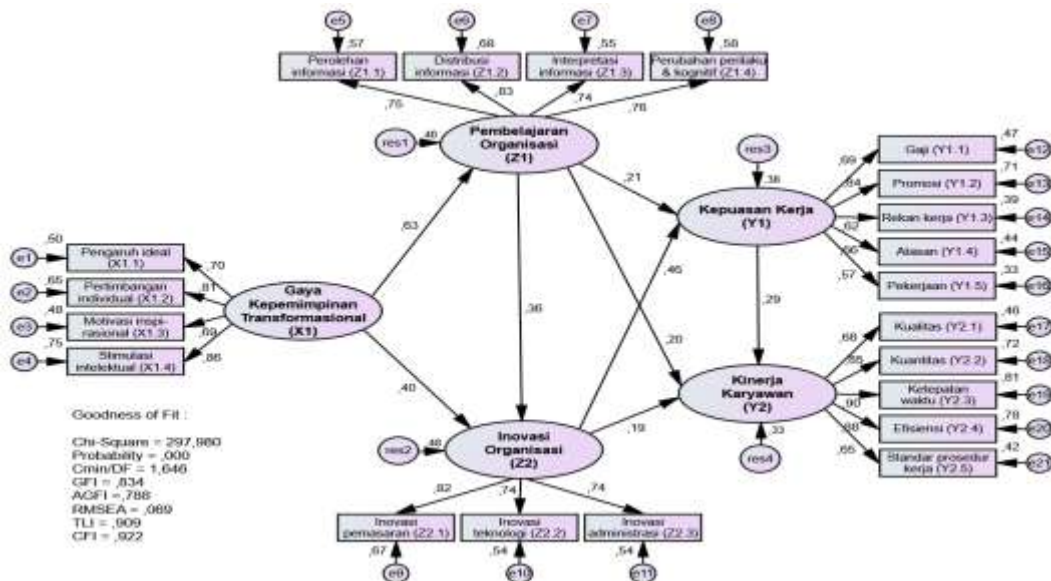 e5
e6
e7
e8
,57
,68
,55
,58
Perolehan
informasi (Z1.1)
Distribusi
informasi (Z1.2)
Interpretasi
informasi (Z1.3)
Perubahan perilaku
& kognitif (Z1.4)
,75
,83
,74
,76
res1
Pembelajaran
Organisasi
(Z1)
res3
,38
Kepuasan Kerja
(Y1)
,21
Gaji (Y1.1)
,47
e12
,69
Promosi (Y1.2)
,71
e13
,84
Rekan kerja (Y1.3)
,39
e14
,62
Atasan (Y1.4)
,44
e15
,66
Pekerjaan (Y1.5)
,33
e16
,57
,63
,46
,36
,29
e1
,50
Pengaruh ideal
(X1.1)
,70
e2
,65
Pertimbangan
individual (X1.2)
,81
e3
,48
Motivasi inspi-
rasional (X1.3)
,69
e4
,75
Stimulasi
intelektual (X1.4)
,86
Gaya
Kepemimpinan
Transformasional
(X1)
,40
,19
Kinerja
Karyawan
(Y2)
,33
res4
Kualitas (Y2.1)
,46
e17
,68
Kuantitas (Y2.2)
,72
e18
,85
Ketepatan
waktu (Y2.3)
,81
e19
,90
Efisiensi (Y2.4)
,78
e20
,88
Standar prosedur
kerja (Y2.5)
,42
e21
,65
res2
Inovasi
Organisasi
(Z2)
,82
,74
,74
Inovasi
pemasaran (Z2.1)
Inovasi
teknologi (Z2.2)
Inovasi
administrasi (Z2.3)
,67
,54
,54
e9
e10
e11
Goodness of Fit :
Chi-Square = 297,980
Probability = ,000
Cmin/DF = 1,646
GFI = ,834
AGFI = ,788
RMSEA = ,069
TLI = ,909
CFI = ,922